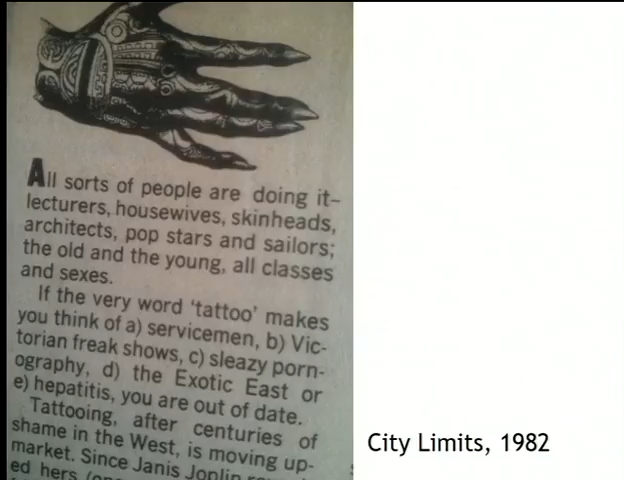 All sorts of people are doing it–
lecturers, housewives, skinheads,
architects, pop stars and sailors;
the old and the young, all classes
and sexes.
If the very word 'tattoo' makes
you think of a) servicemen, b) Vic-
torian freak shows, c) sleazy porn-
ography, d) the Exotic East or
e) hepatitis, you are out of date.
Tattooing, after centuries of
shame in the West, is moving up-
market. Since Janis Joplin
ed hers
City Limits, 1982